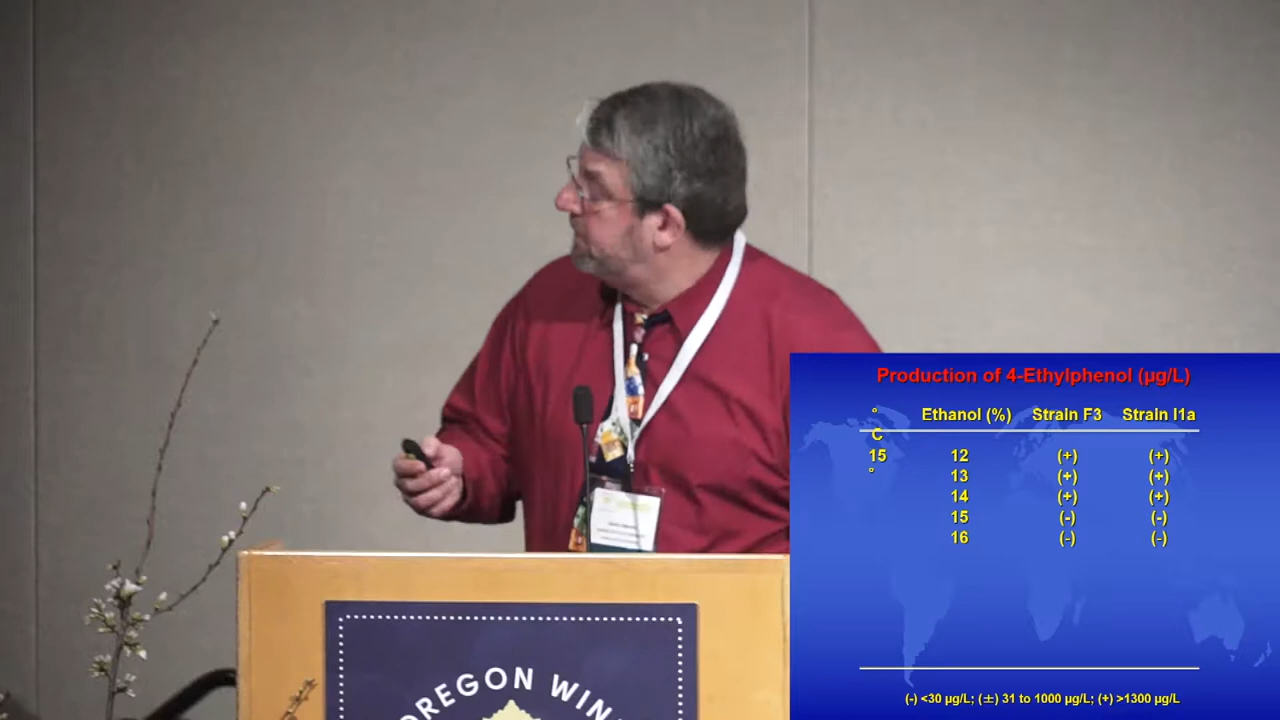 OREGON WIN
Production of 4-Ethylphenol (µg/L)
°C Ethanol (%) Strain F3 Strain I1a
15° 12 (+) (+)
13 (+) (+)
14 (+) (+)
15 (-) (-)
16 (-) (-)
(-) <30 µg/L; (±) 31 to 1000 µg/L; (+) >1300 µg/L